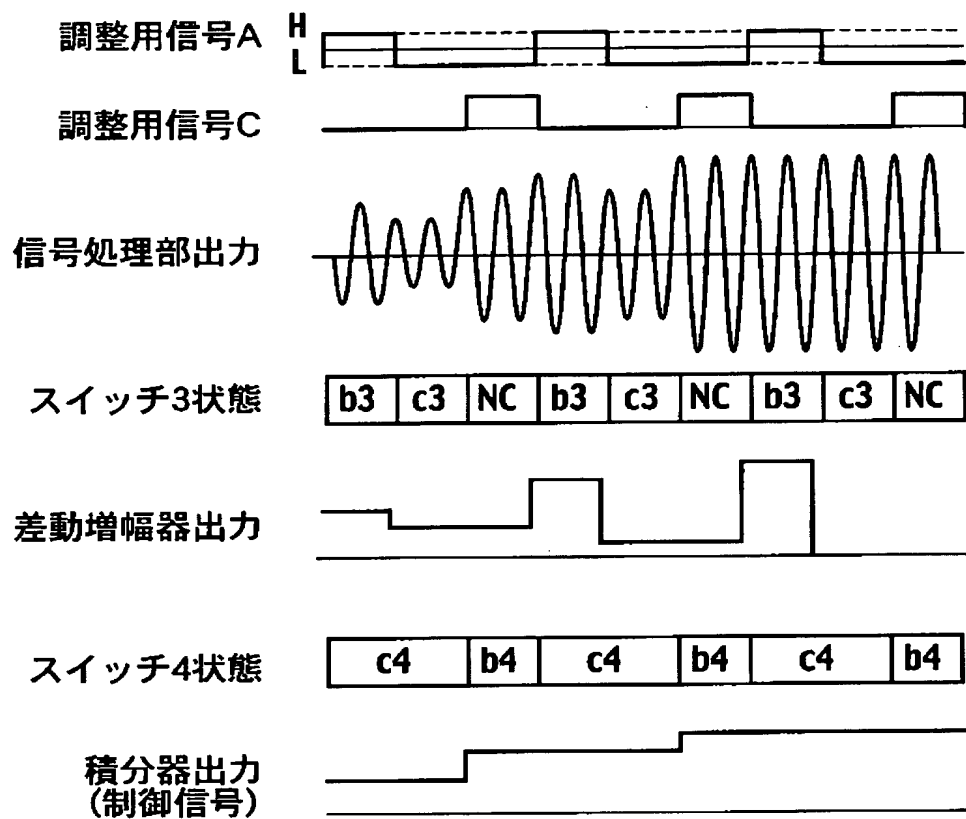 調整用信号A H
L
調整用信号C
信号処理部出力
スイッチ3状態 b3 c3 NC b3 c3 NC b3 c3 NC
差動増幅器出力
スイッチ4状態 c4 b4 c4 b4 c4 b4
積分器出力
(制御信号)